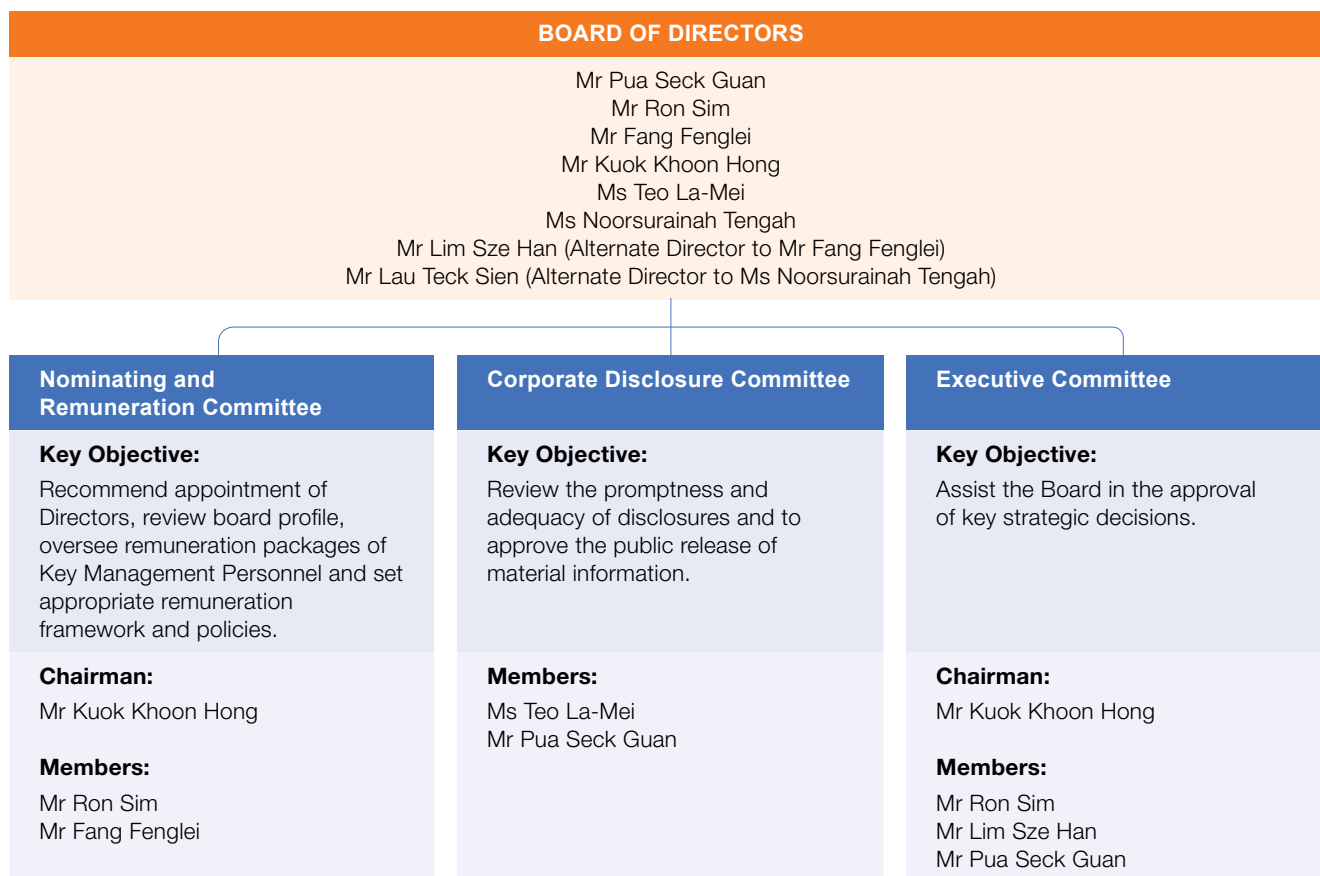 BOARD OF DIRECTORS
Mr Pua Seck Guan
Mr Ron Sim
Mr Fang Fenglei
Mr Kuok Khoon Hong
Ms Teo La-Mei
Ms Noorsurainah Tengah
Mr Lim Sze Han (Alternate Director to Mr Fang Fenglei)
Mr Lau Teck Sien (Alternate Director to Ms Noorsurainah Tengah)
Nominating and
Remuneration Committee
Key Objective:
Recommend appointment of
Directors, review board profile,
oversee remuneration packages of
Key Management Personnel and set
appropriate remuneration
framework and policies.
Chairman:
Mr Kuok Khoon Hong
Members:
Mr Ron Sim
Mr Fang Fenglei
Corporate Disclosure Committee
Key Objective:
Review the promptness and
adequacy of disclosures and to
approve the public release of
material information.
Members:
Ms Teo La-Mei
Mr Pua Seck Guan
Executive Committee
Key Objective:
Assist the Board in the approval
of key strategic decisions.
Chairman:
Mr Kuok Khoon Hong
Members:
Mr Ron Sim
Mr Lim Sze Han
Mr Pua Seck Guan